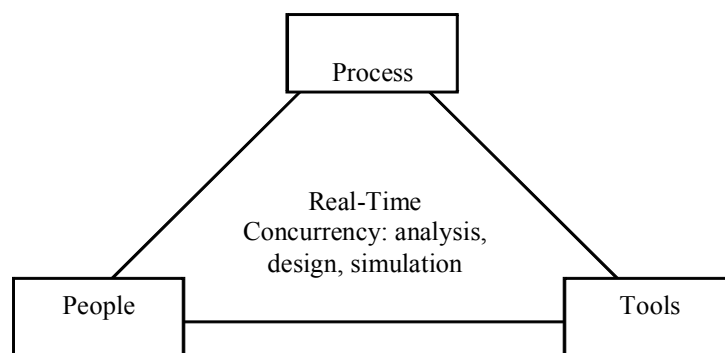 Process
Real-Time
Concurrency: analysis,
design, simulation
People
Tools